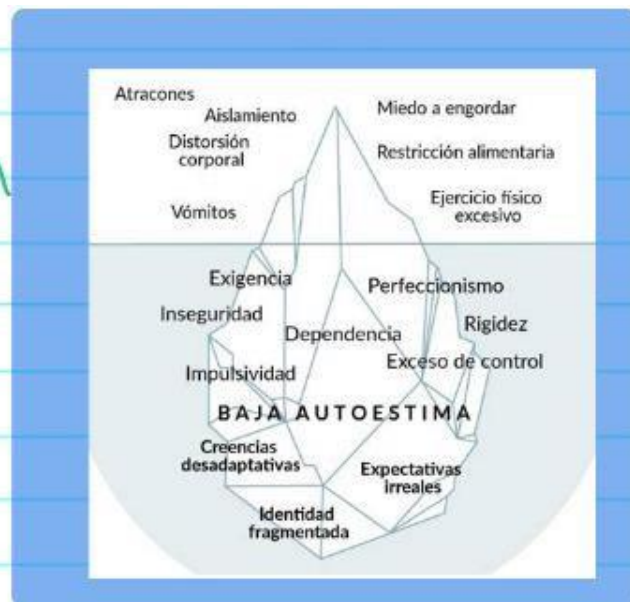 Atracones
Aislamiento
Distorsión
corporal
Vómitos
Miedo a engordar
Restricción alimentaria
Ejercicio físico
excesivo
Exigencia
Inseguridad
Dependencia
Impulsividad
Perfeccionismo
Rigidez
Exceso de control
BAJA AUTOESTIMA
Creencias
desadaptativas
Expectativas
irreales
Identidad
fragmentada